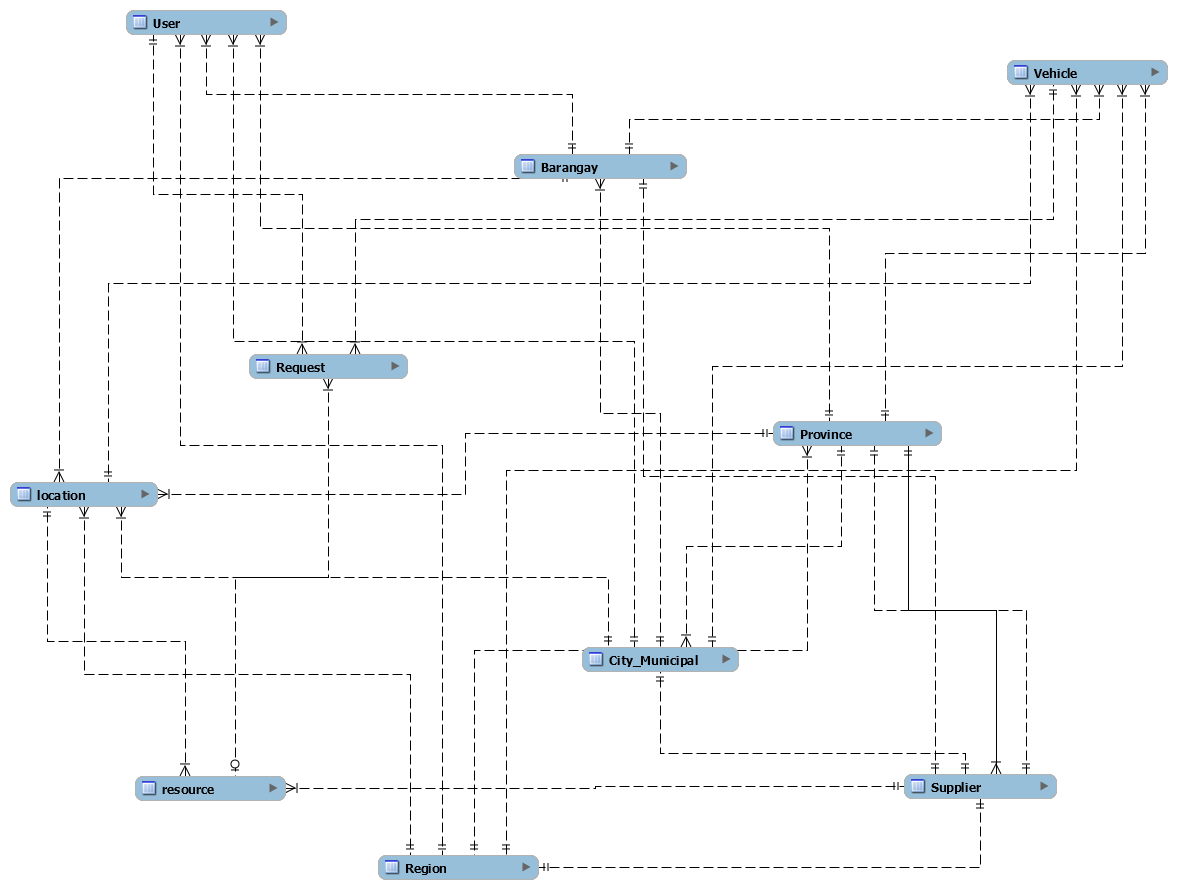 User
Vehicle
Barangay
Request
Province
location
City_Municipal
resource
Supplier
Region